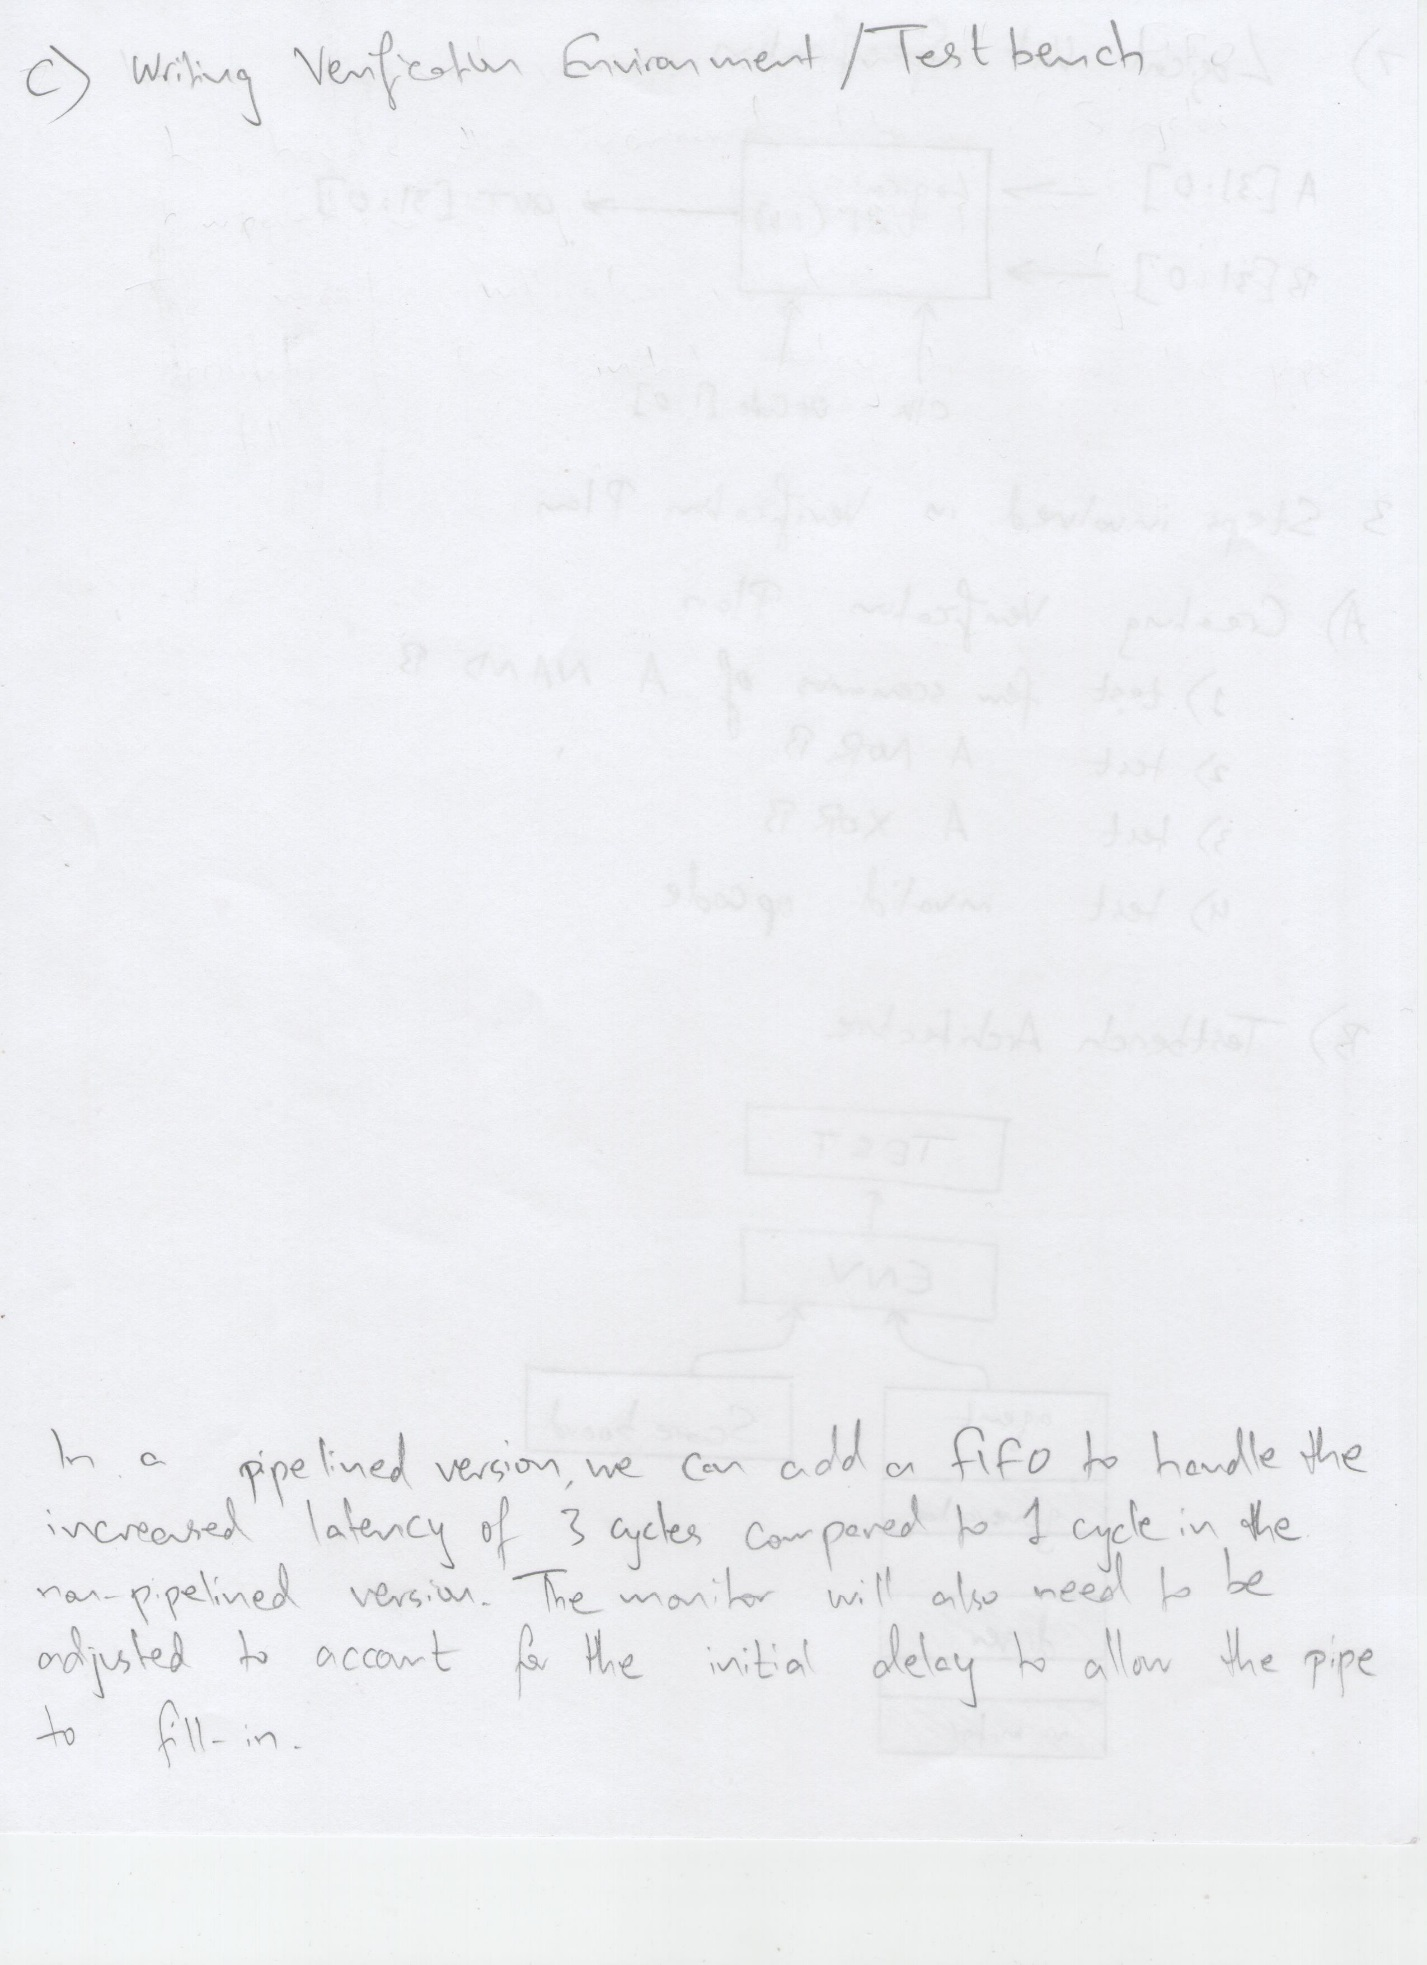 C) Writing Verification Environment / Testbench
In a pipelined version, we can add a FIFO to handle the
increased latency of 3 cycles compared to 1 cycle in the
non-pipelined version. The monitor will also need to be
adjusted to account for the initial delay to allow the pipe
to fill-in.